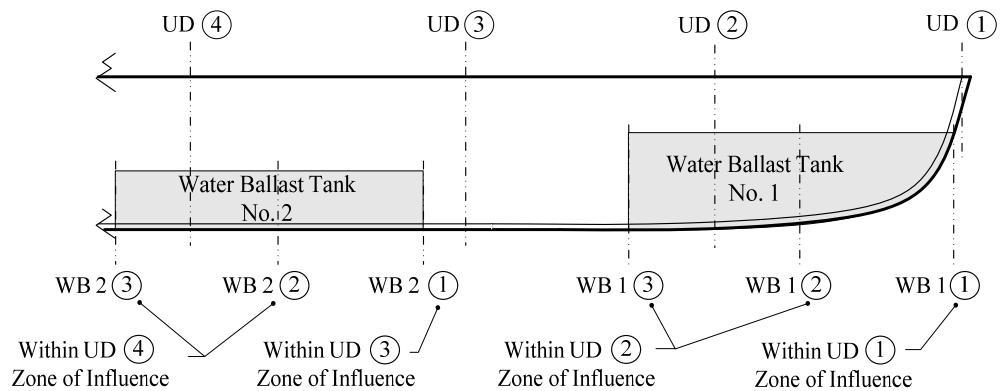 UD ④ UD ③ UD ② UD ①
Water Ballast Tank
No. 1
Water Ballast Tank
No. 2
WB 2 ③ WB 2 ② WB 2 ① WB 1 ③ WB 1 ② WB 1 ①
Within UD ④
Zone of Influence
Within UD ③
Zone of Influence
Within UD ②
Zone of Influence
Within UD ①
Zone of Influence